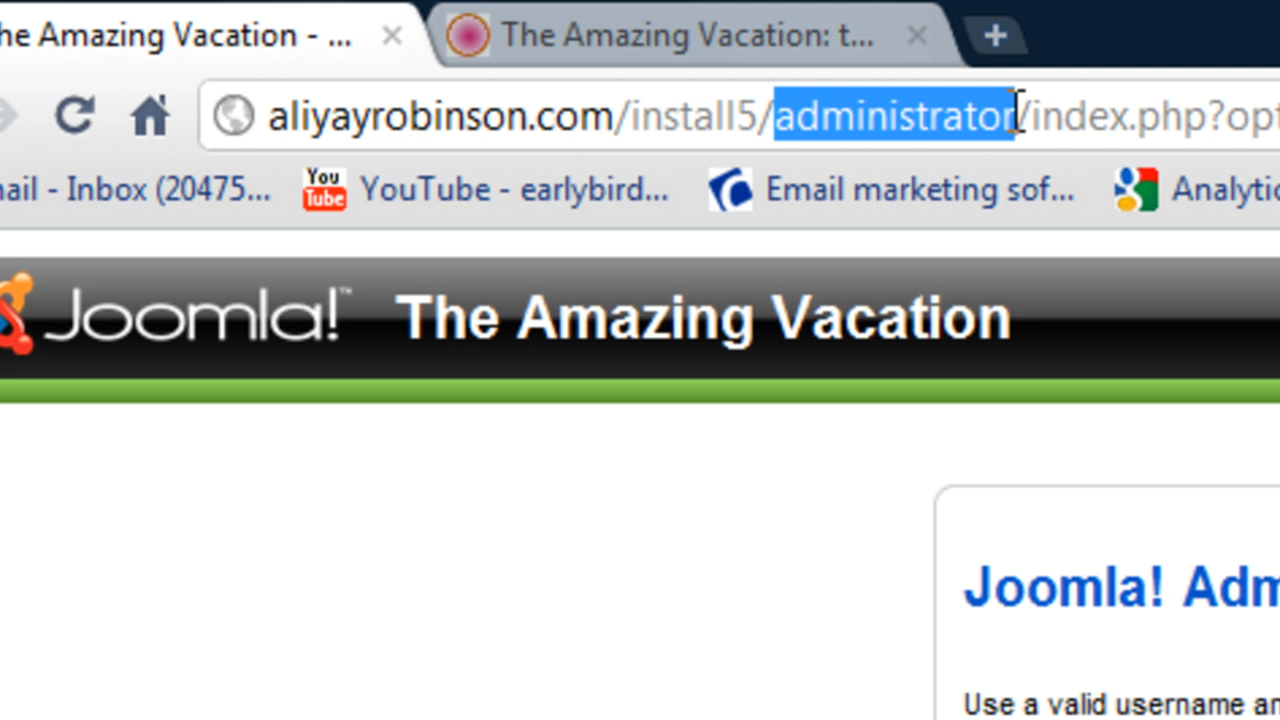 he Amazing Vacation - ... The Amazing Vacation: t...
aliyayrobinson.com/install5/administrator/index.php?opt
nail - Inbox (20475... You Tube YouTube - earlybird... Email marketing sof... Analytic
Joomla!™ The Amazing Vacation
Joomla! Adm
Use a valid username an